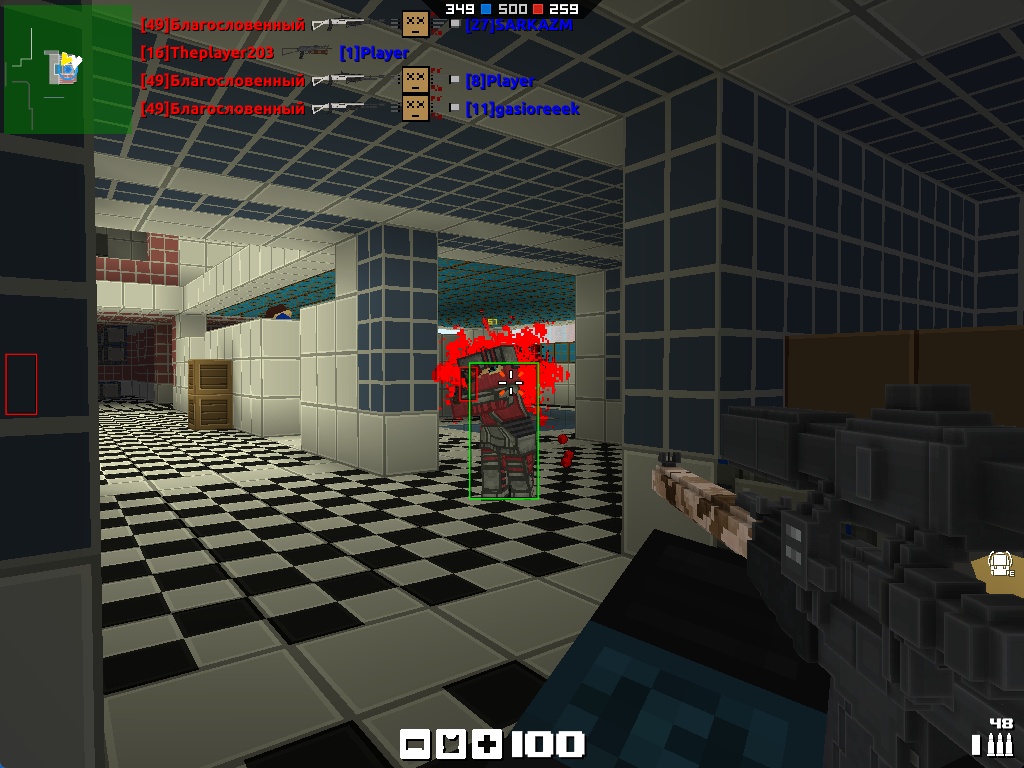 349 500 259
[49]Благословенный [27]SARKAZM
[16]Theplayer203 [1]Player
[49]Благословенный [8]Player
[49]Благословенный [11]gasioreeek
E
48
100